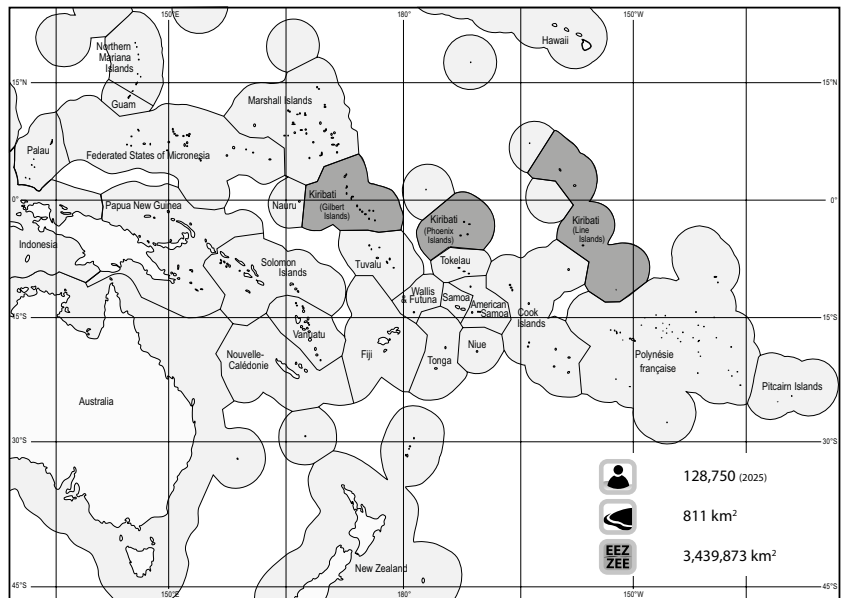 150°E
180°
150°W
Hawaii
Northern
Mariana
Islands
15°N
15°N
Guam
Marshall Islands
Palau
Federated States of Micronesia
0°
0°
Papua New Guinea
Nauru
Kiribati
(Gilbert
Islands)
Kiribati
(Phoenix
Islands)
Kiribati
(Line
Islands)
Indonesia
Solomon
Islands
Tuvalu
Tokelau
Wallis
& Futuna
Samoa
American
Samoa
Cook
Islands
15°S
15°S
Vanuatu
Nouvelle-
Calédonie
Fiji
Tonga
Niue
Polynésie
française
Pitcairn Islands
Australia
30°S
30°S
128,750 (2025)
811 km²
EEZ
ZEE
3,439,873 km²
New Zealand
45°S
45°S
150°E
180°
150°W